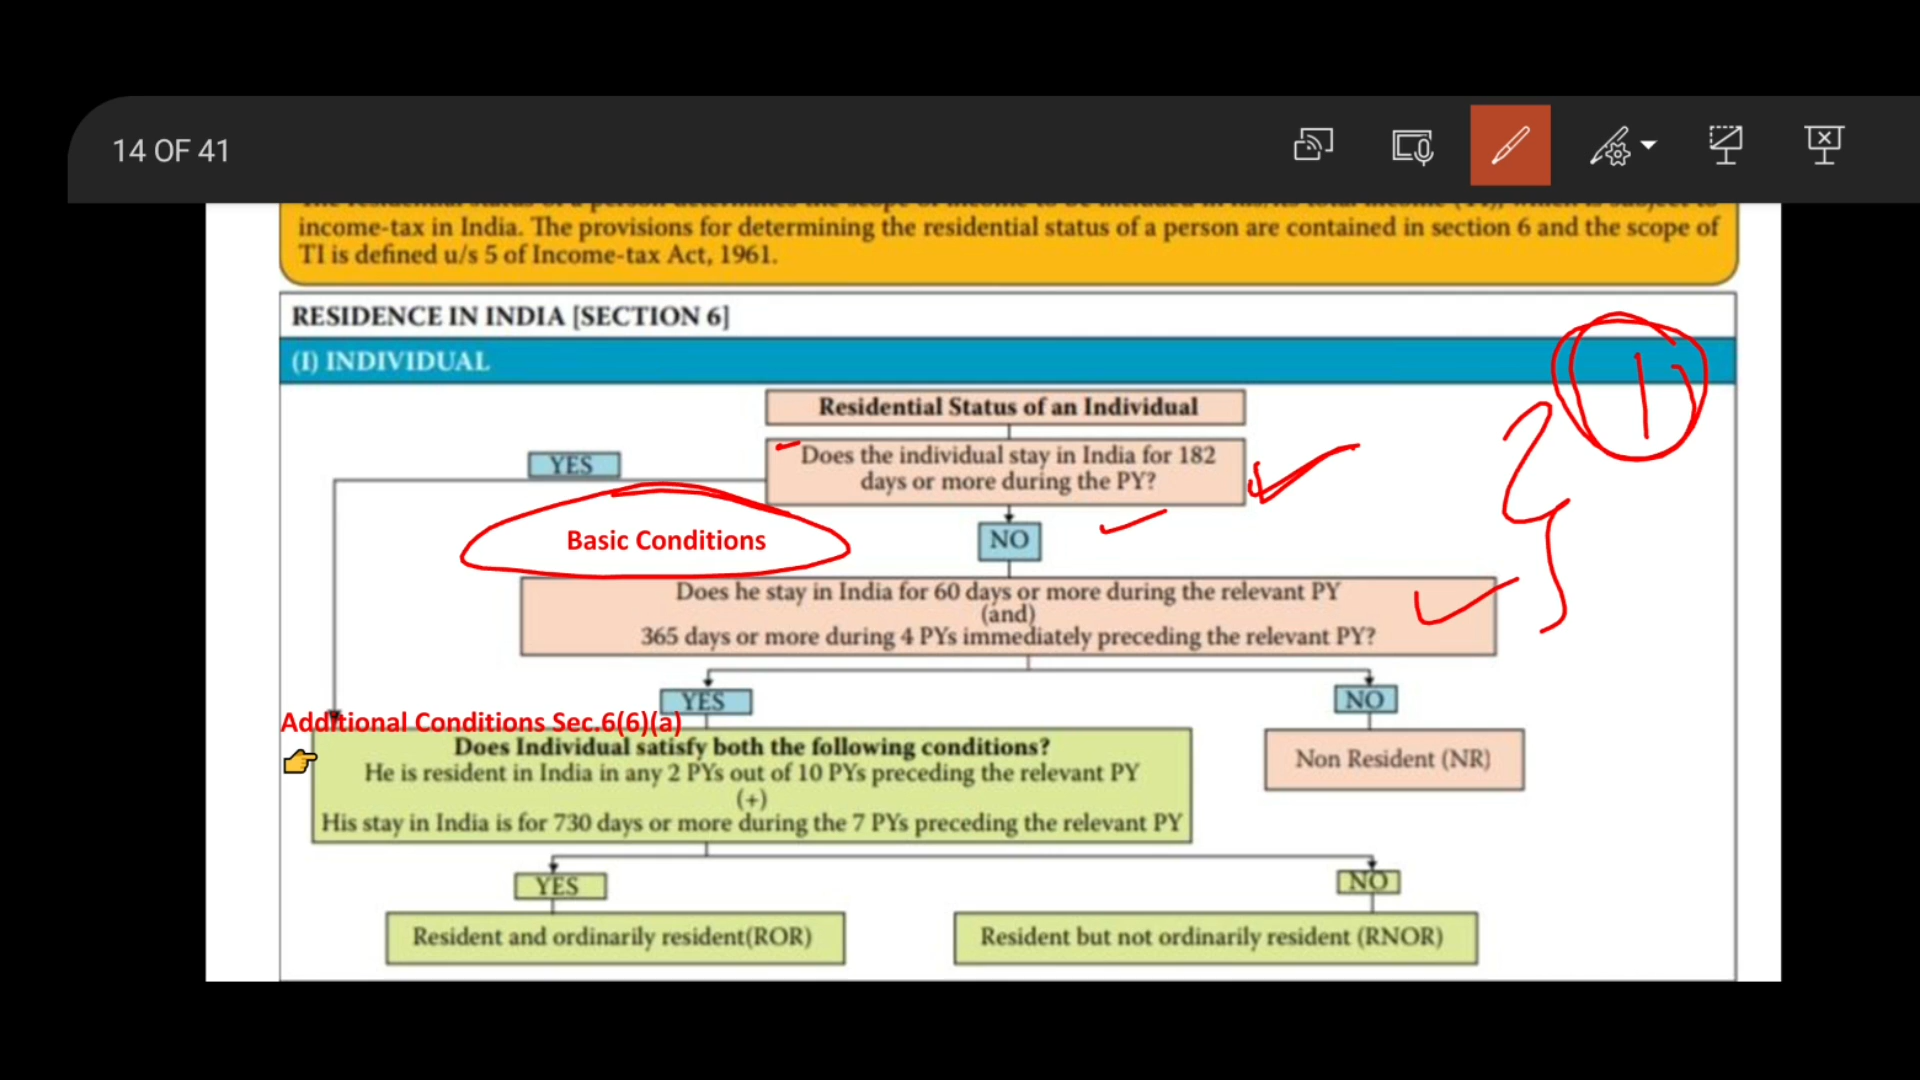 14 OF 41
income-tax in India. The provisions for determining the residential status of a person are contained in section 6 and the scope of
TI is defined u/s 5 of Income-tax Act, 1961.
RESIDENCE IN INDIA [SECTION 6]
(I) INDIVIDUAL
1
Residential Status of an Individual
Does the individual stay in India for 182
days or more during the PY?
YES
Basic Conditions
NO
Does he stay in India for 60 days or more during the relevant PY
(and)
365 days or more during 4 PYs immediately preceding the relevant PY?
YES
NO
Additional Conditions Sec.6(6)(a)
Does Individual satisfy both the following conditions?
He is resident in India in any 2 PYs out of 10 PYs preceding the relevant PY
(+)
His stay in India is for 730 days or more during the 7 PYs preceding the relevant PY
Non Resident (NR)
YES
NO
Resident and ordinarily resident(ROR)
Resident but not ordinarily resident (RNOR)